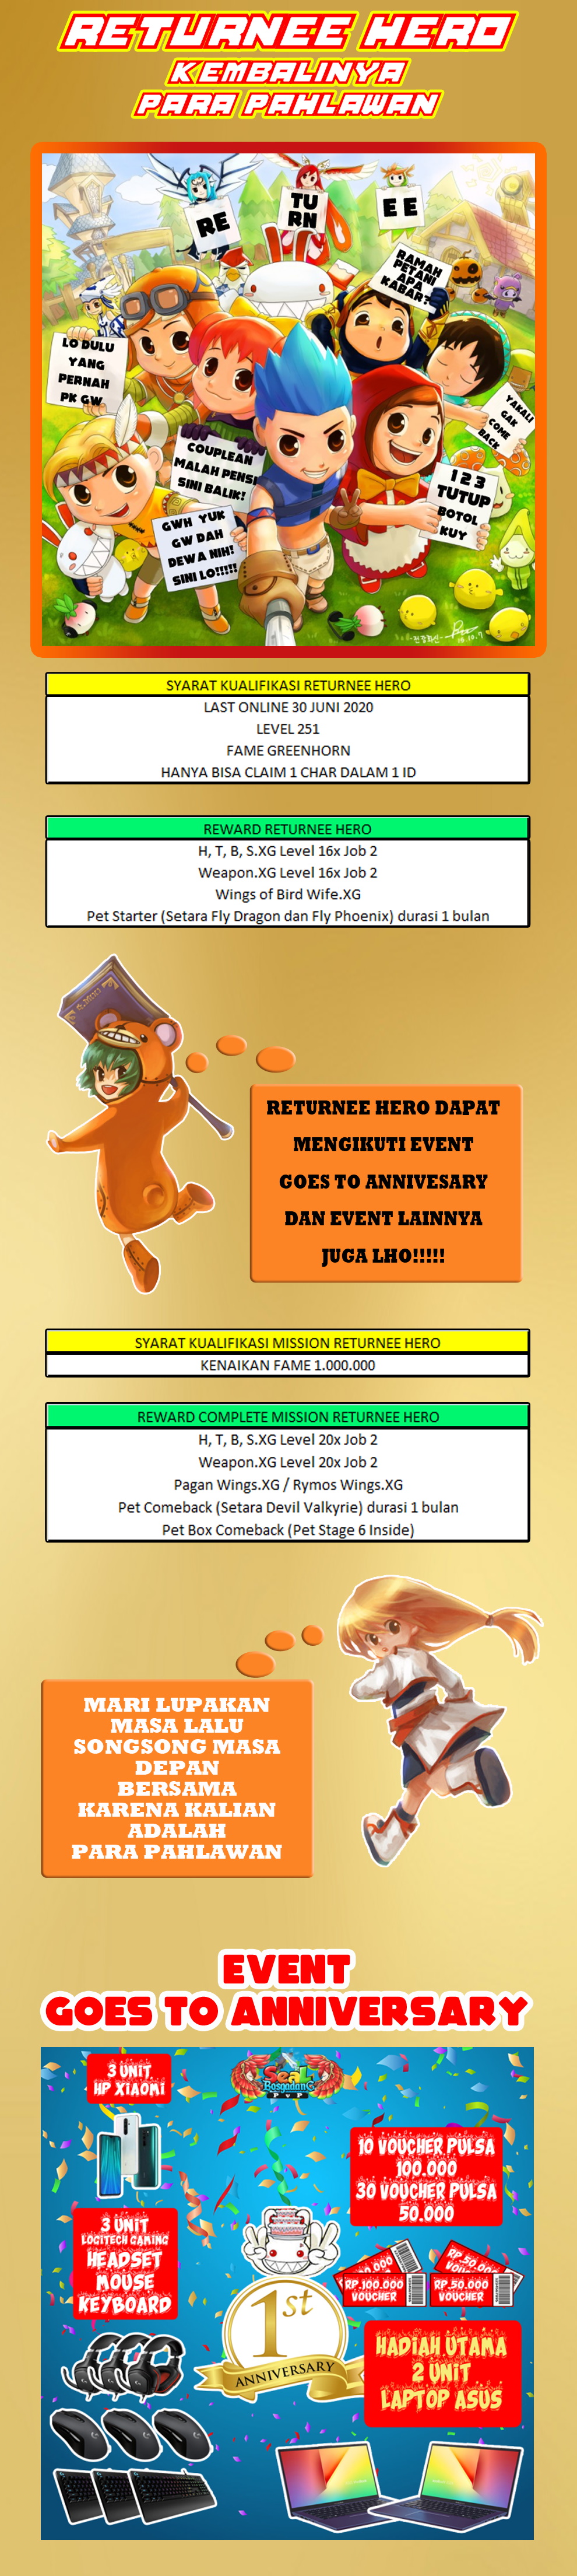 RETURNEE HERO
KEMBALINYA
PARA PAHLAWAN
RE
TU
RN
E E
RAMAH
PETANI
APA
KABAR?
LO DULU
YANG
PERNAH
PK GW
YAKALI
GAK
COME
BACK
COUPLEAN
MALAH PENSI
SINI BALIK!
1 2 3
TUTUP
BOTOL
KUY
GWH YUK
GW DAH
DEWA NIH!
SINI LO!!!!!
SYARAT KUALIFIKASI RETURNEE HERO
LAST ONLINE 30 JUNI 2020
LEVEL 251
FAME GREENHORN
HANYA BISA CLAIM 1 CHAR DALAM 1 ID
REWARD RETURNEE HERO
H, T, B, S.XG Level 16x Job 2
Weapon.XG Level 16x Job 2
Wings of Bird Wife.XG
Pet Starter (Setara Fly Dragon dan Fly Phoenix) durasi 1 bulan
RETURNEE HERO DAPAT
MENGIKUTI EVENT
GOES TO ANNIVESARY
DAN EVENT LAINNYA
JUGA LHO!!!!!
SYARAT KUALIFIKASI MISSION RETURNEE HERO
KENAIKAN FAME 1.000.000
REWARD COMPLETE MISSION RETURNEE HERO
H, T, B, S.XG Level 20x Job 2
Weapon.XG Level 20x Job 2
Pagan Wings.XG / Rymos Wings.XG
Pet Comeback (Setara Devil Valkyrie) durasi 1 bulan
Pet Box Comeback (Pet Stage 6 Inside)
MARI LUPAKAN
MASA LALU
SONGSONG MASA
DEPAN
BERSAMA
KARENA KALIAN
ADALAH
PARA PAHLAWAN
EVENT
GOES TO ANNIVERSARY
3 UNIT
HP XIAOMI
SEAL
BOSGADANG
PVP
10 VOUCHER PULSA
100.000
30 VOUCHER PULSA
50.000
3 UNIT
LOGITECH GAMING
HEADSET
MOUSE
KEYBOARD
RP.100.000
VOUCHER
RP.50.000
VOUCHER
1st
ANNIVERSARY
HADIAH UTAMA
2 UNIT
LAPTOP ASUS